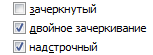 зачеркнутый
двойное зачеркивание
надстрочный